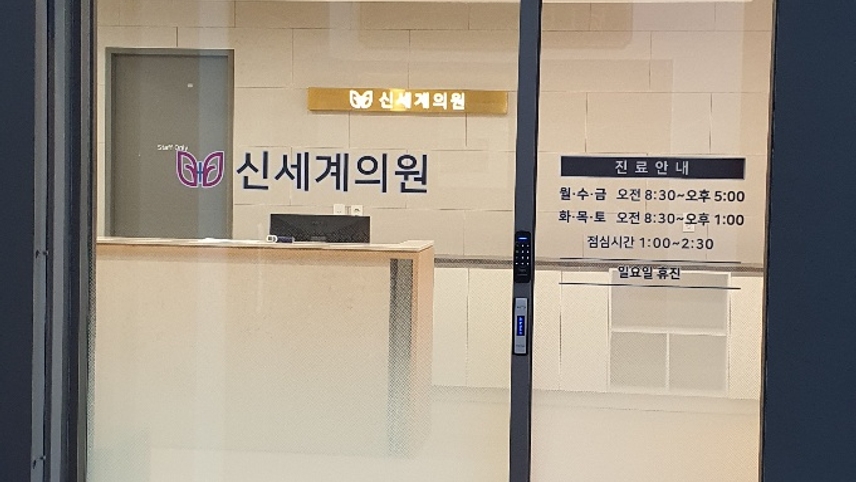 신세계의원
Staff Only
신세계의원
진료안내
월·수·금 오전 8:30~오후 5:00
화·목·토 오전 8:30~오후 1:00
점심시간 1:00~2:30
일요일 휴진